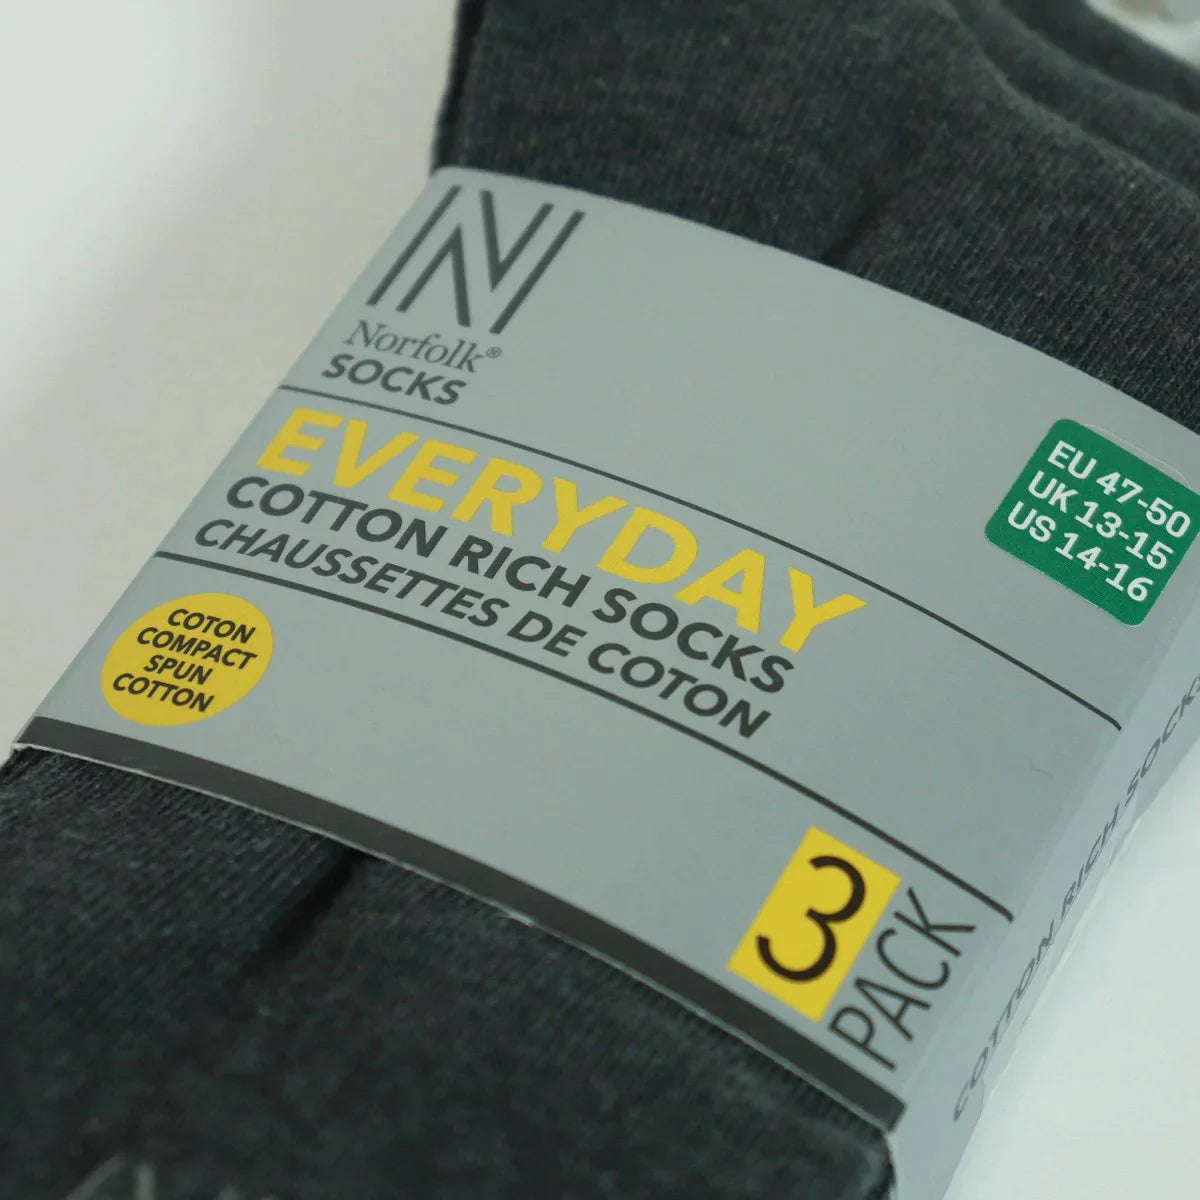 N
Norfolk®
SOCKS
EVERYDAY
COTTON RICH SOCKS
CHAUSSETTES DE COTON
COTON
COMPACT
SPUN
COTTON
EU 47-50
UK 13-15
US 14-16
3
PACK
COTTON RICH SOCKS